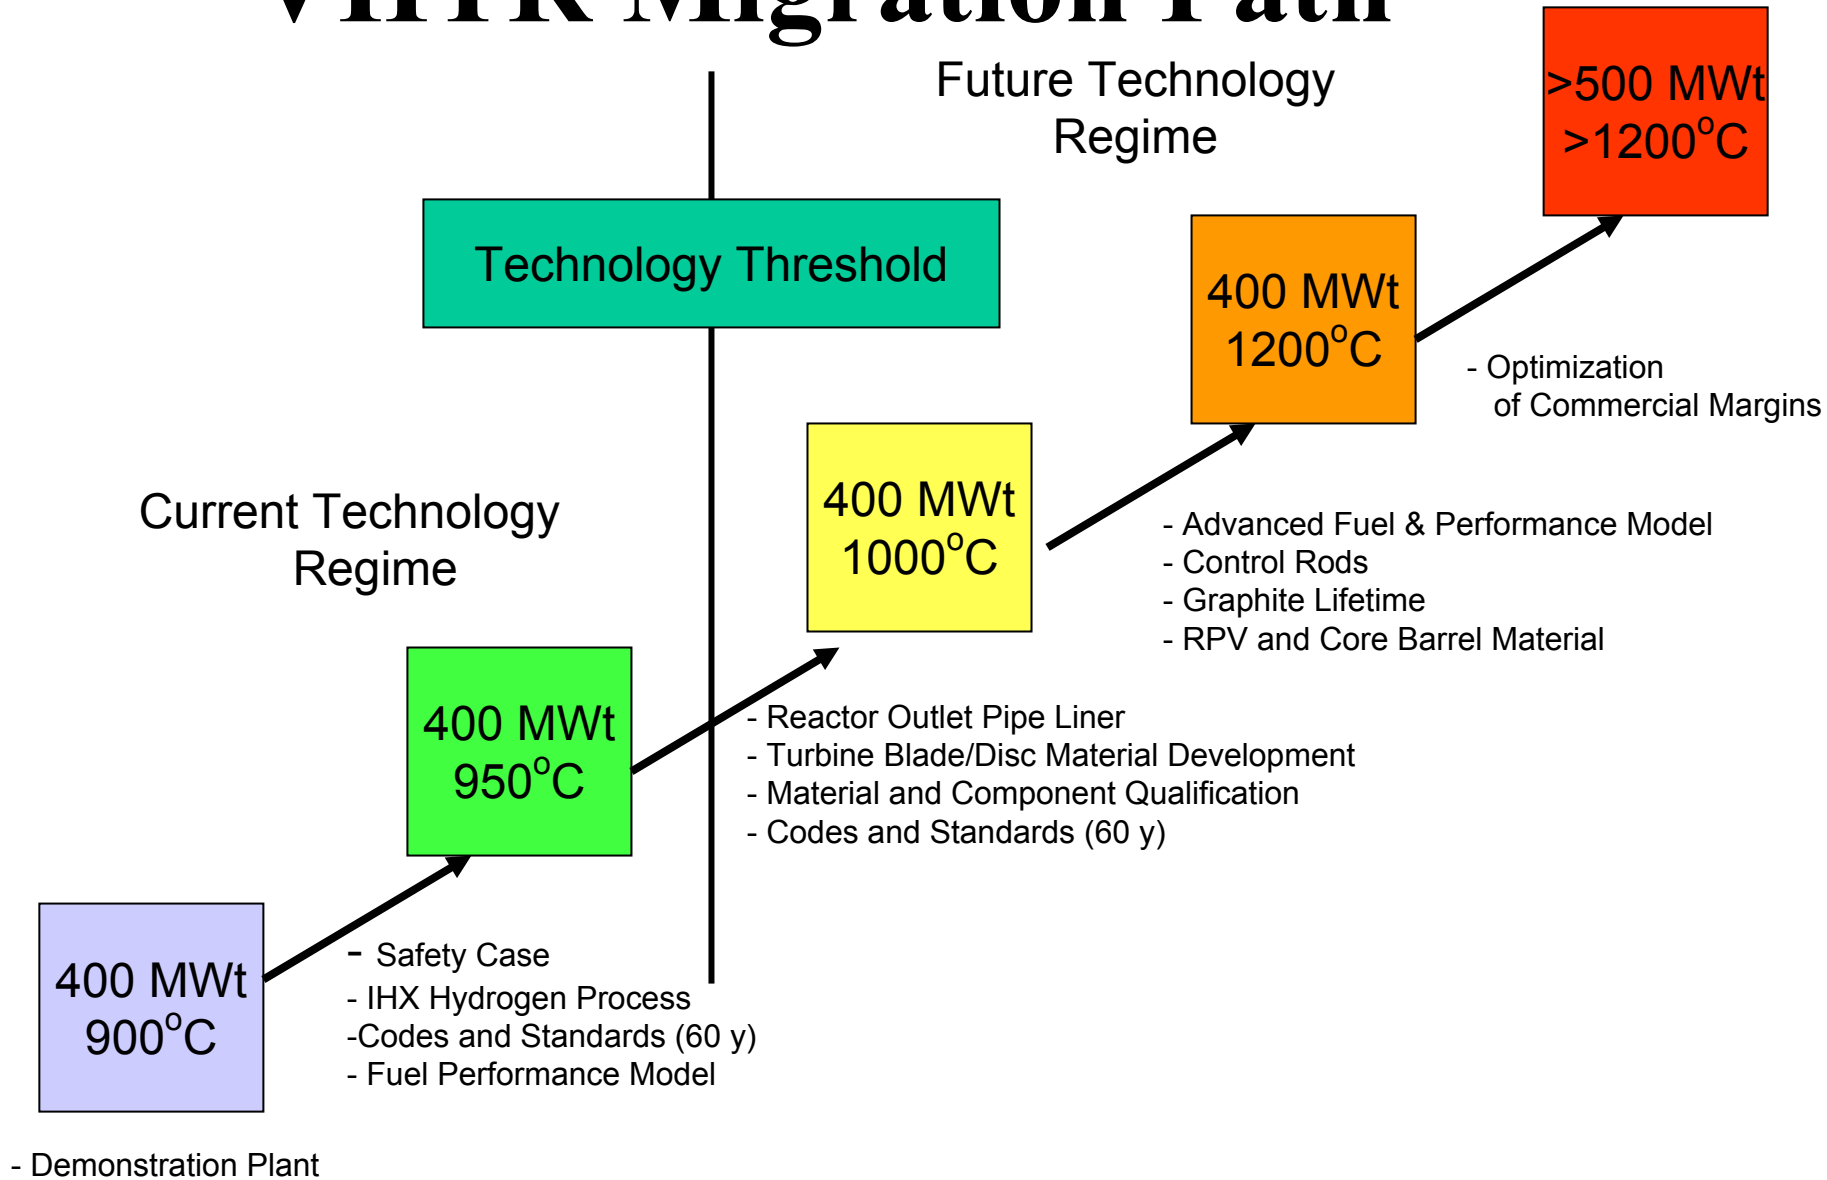 VHTR Migration Path
Future Technology
Regime
>500 MWt
>1200°C
Technology Threshold
400 MWt
1200°C
- Optimization
of Commercial Margins
Current Technology
Regime
400 MWt
1000°C
- Advanced Fuel & Performance Model
- Control Rods
- Graphite Lifetime
- RPV and Core Barrel Material
400 MWt
950°C
- Reactor Outlet Pipe Liner
- Turbine Blade/Disc Material Development
- Material and Component Qualification
- Codes and Standards (60 y)
400 MWt
900°C
- Safety Case
- IHX Hydrogen Process
-Codes and Standards (60 y)
- Fuel Performance Model
- Demonstration Plant